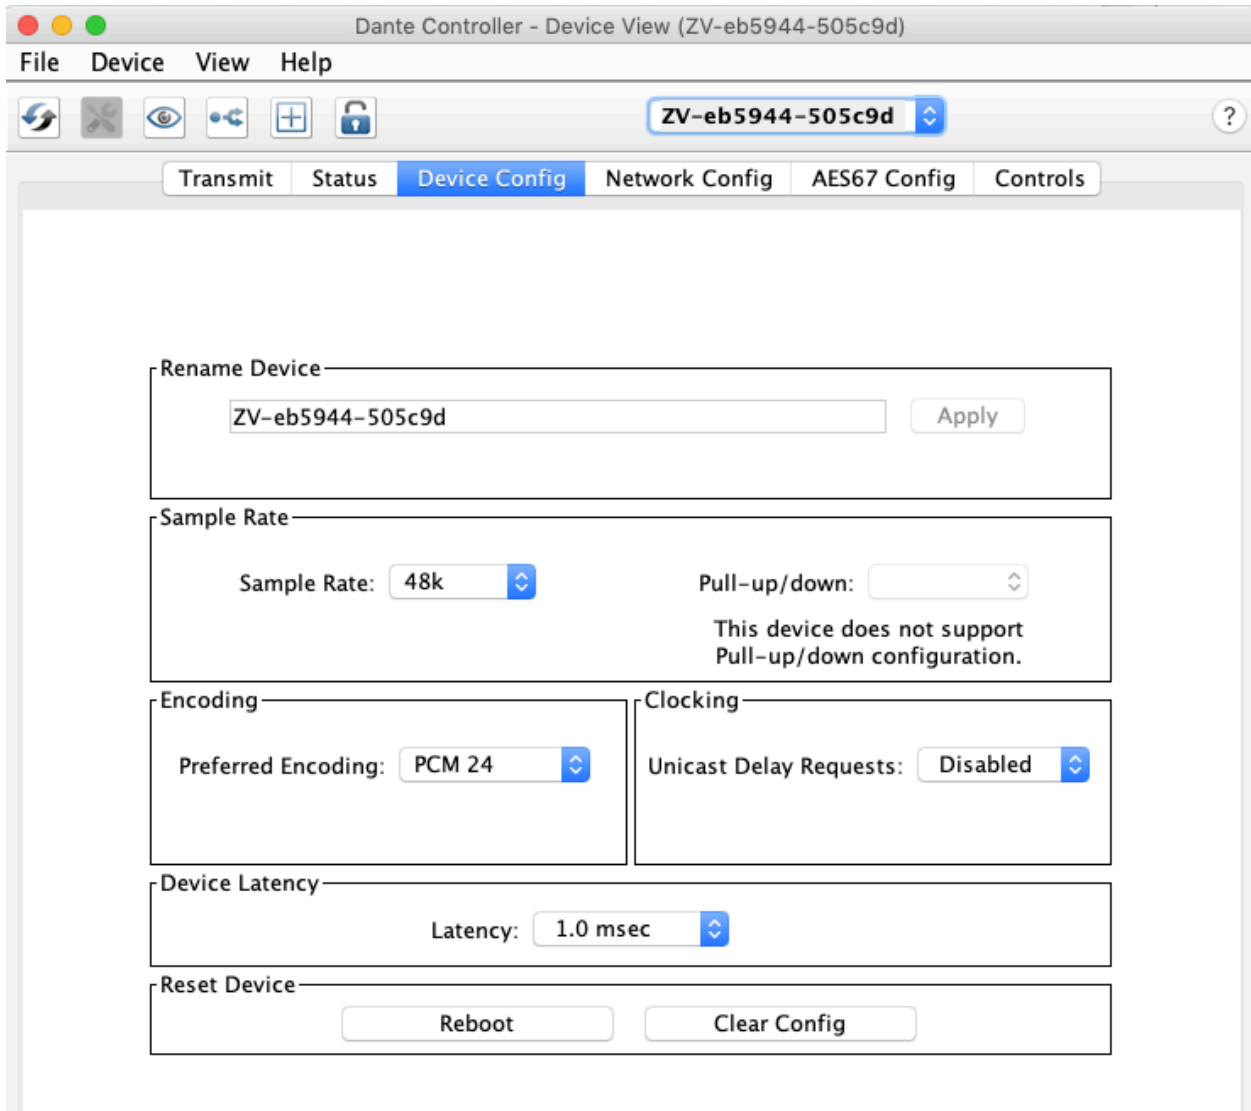 Dante Controller - Device View (ZV-eb5944-505c9d)
File Device View Help
ZV-eb5944-505c9d
?
Transmit Status Device Config Network Config AES67 Config Controls
Rename Device
ZV-eb5944-505c9d Apply
Sample Rate
Sample Rate: 48k Pull-up/down:
This device does not support
Pull-up/down configuration.
Encoding Clocking
Preferred Encoding: PCM 24 Unicast Delay Requests: Disabled
Device Latency
Latency: 1.0 msec
Reset Device
Reboot Clear Config